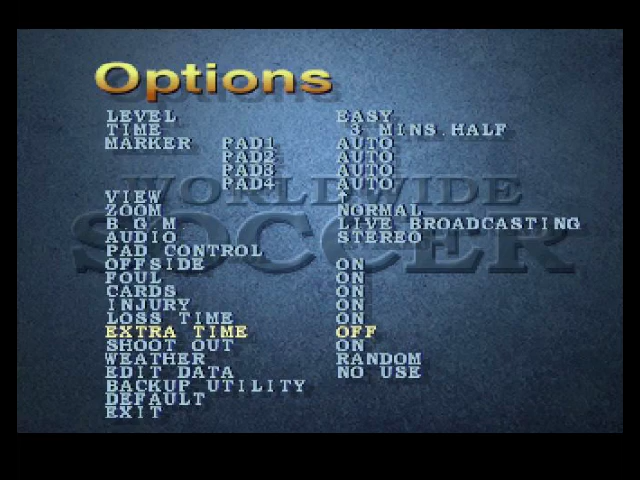 Options
LEVEL EASY
TIME 3 MINS.HALF
MARKER PAD1 AUTO
PAD2 AUTO
PAD3 AUTO
PAD4 AUTO
VIEW ↑
ZOOM NORMAL
B.G.M. LIVE BROADCASTING
AUDIO STEREO
PAD CONTROL
OFFSIDE ON
FOUL ON
CARDS ON
INJURY ON
LOSS TIME ON
EXTRA TIME OFF
SHOOT OUT ON
WEATHER RANDOM
EDIT DATA NO USE
BACKUP UTILITY
DEFAULT
EXIT
WORLDWIDE
SOCCER